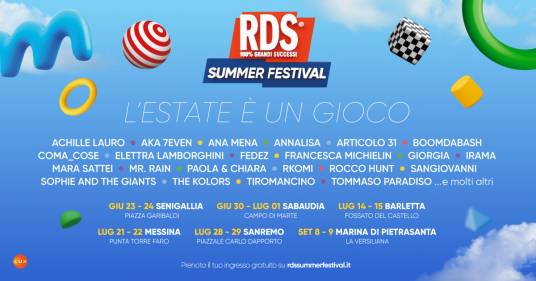 RDS
100% GRANDI SUCCESSI
SUMMER FESTIVAL
L'ESTATE È UN GIOCO
ACHILLE LAURO • AKA 7EVEN • ANA MENA • ANNALISA • ARTICOLO 31 • BOOMDABASH
COMA_COSE • ELETTRA LAMBORGHINI • FEDEZ • FRANCESCA MICHIELIN • GIORGIA • IRAMA
MARA SATTEI • MR. RAIN • PAOLA & CHIARA • RKOMI • ROCCO HUNT • SANGIOVANNI
SOPHIE AND THE GIANTS • THE KOLORS • TIROMANCINO • TOMMASO PARADISO ...e molti altri
GIU 23 - 24 SENIGALLIA
PIAZZA GARIBALDI
GIU 30 - LUG 01 SABAUDIA
CAMPO DI MARTE
LUG 14 - 15 BARLETTA
FOSSATO DEL CASTELLO
LUG 21 - 22 MESSINA
PUNTA TORRE FARO
LUG 28 - 29 SANREMO
PIAZZALE CARLO DAPPORTO
SET 8 - 9 MARINA DI PIETRASANTA
LA VERSILIANA
Prenota il tuo ingresso gratuito su rdssummerfestival.it